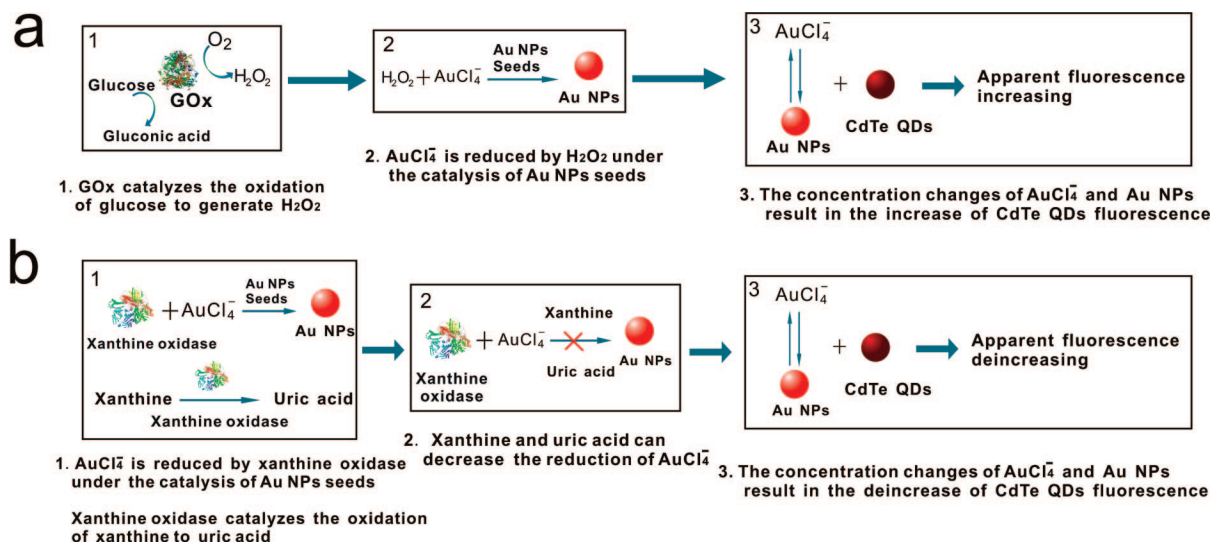 a
1
O2
H2O2
Glucose
GOx
Gluconic acid
1. GOx catalyzes the oxidation
of glucose to generate H2O2
2
Au NPs
Seeds
H2O2 + AuCl4−
Au NPs
2. AuCl4− is reduced by H2O2 under
the catalysis of Au NPs seeds
3
AuCl4−
+
Au NPs
CdTe QDs
Apparent fluorescence
increasing
3. The concentration changes of AuCl4− and Au NPs
result in the increase of CdTe QDs fluorescence
b
1
Au NPs
Seeds
+ AuCl4−
Au NPs
Xanthine oxidase
Xanthine
Uric acid
Xanthine oxidase
1. AuCl4− is reduced by xanthine oxidase
under the catalysis of Au NPs seeds
Xanthine oxidase catalyzes the oxidation
of xanthine to uric acid
2
Xanthine
+ AuCl4−
Uric acid
Au NPs
Xanthine
oxidase
2. Xanthine and uric acid can
decrease the reduction of AuCl4−
3
AuCl4−
+
Au NPs
CdTe QDs
Apparent fluorescence
deincreasing
3. The concentration changes of AuCl4− and Au NPs
result in the deincrease of CdTe QDs fluorescence